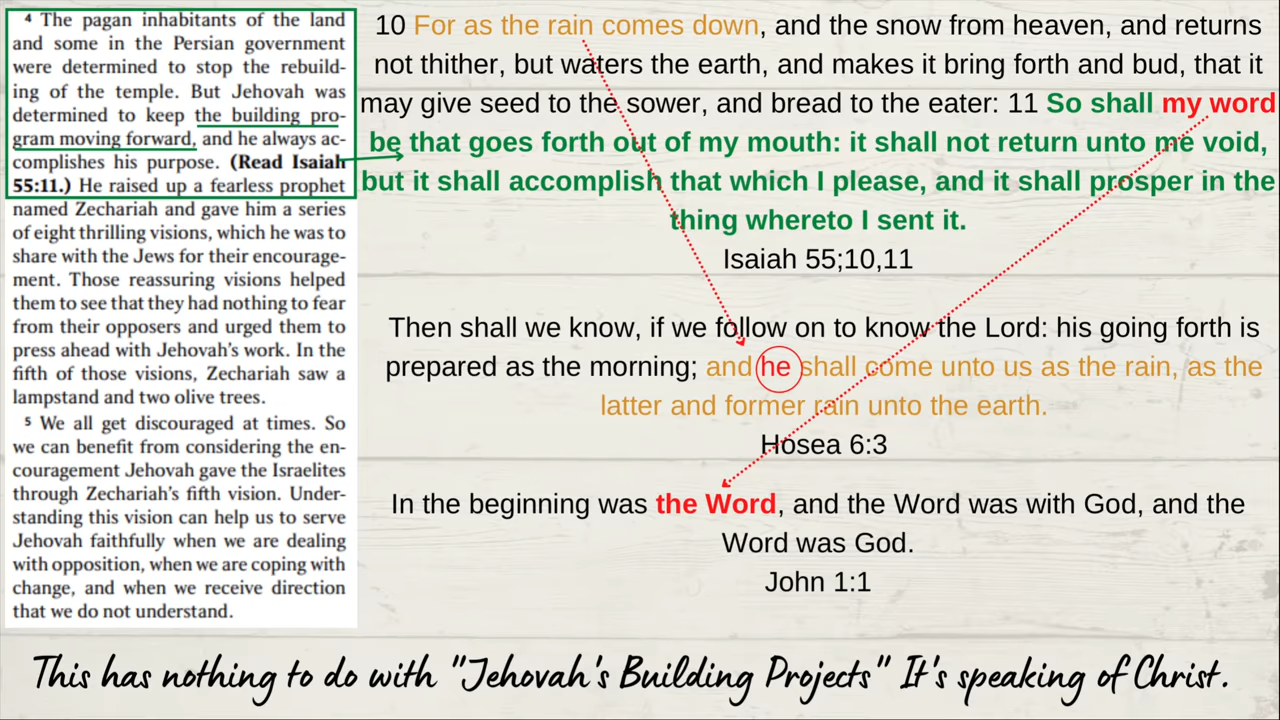 4 The pagan inhabitants of the land
and some in the Persian government
were determined to stop the rebuild-
ing of the temple. But Jehovah was
determined to keep the building pro-
gram moving forward, and he always ac-
complishes his purpose. (Read Isaiah
55:11.) He raised up a fearless prophet
named Zechariah and gave him a series
of eight thrilling visions, which he was to
share with the Jews for their encourage-
ment. Those reassuring visions helped
them to see that they had nothing to fear
from their opposers and urged them to
press ahead with Jehovah's work. In the
fifth of those visions, Zechariah saw a
lampstand and two olive trees.
5 We all get discouraged at times. So
we can benefit from considering the en-
couragement Jehovah gave the Israelites
through Zechariah's fifth vision. Under-
standing this vision can help us to serve
Jehovah faithfully when we are dealing
with opposition, when we are coping with
change, and when we receive direction
that we do not understand.
10 For as the rain comes down, and the snow from heaven, and returns
not thither, but waters the earth, and makes it bring forth and bud, that it
may give seed to the sower, and bread to the eater: 11 So shall my word
be that goes forth out of my mouth: it shall not return unto me void,
but it shall accomplish that which I please, and it shall prosper in the
thing whereto I sent it.
Isaiah 55;10,11
Then shall we know, if we follow on to know the Lord: his going forth is
prepared as the morning; and he shall come unto us as the rain, as the
latter and former rain unto the earth.
Hosea 6:3
In the beginning was the Word, and the Word was with God, and the
Word was God.
John 1:1
This has nothing to do with "Jehovah's Building Projects" It's speaking of Christ.